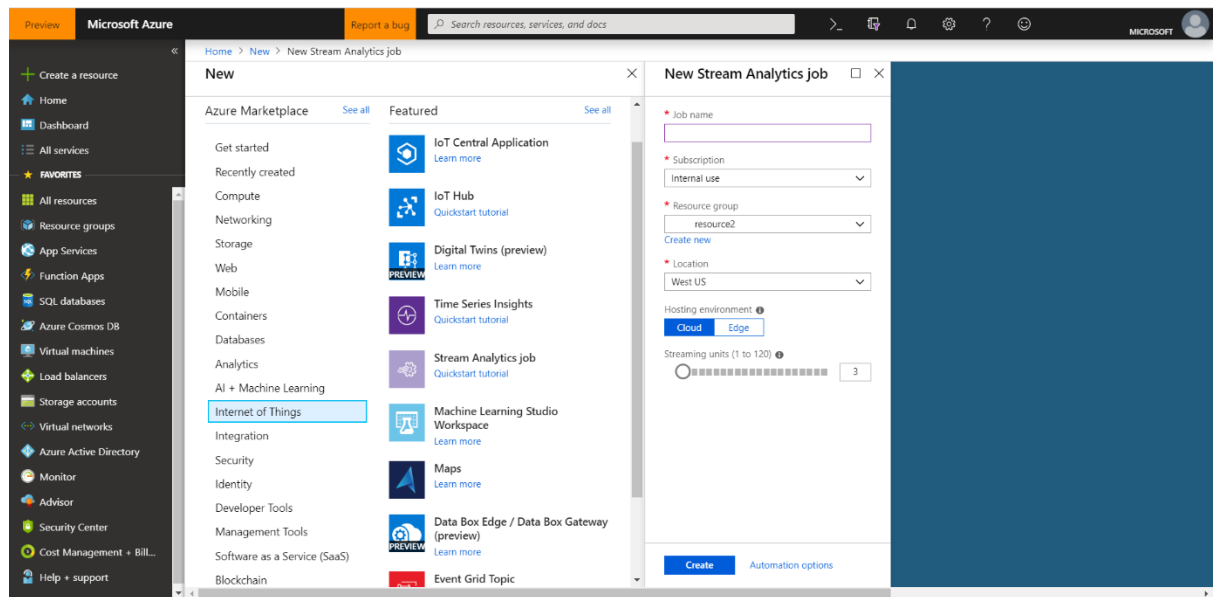 Preview
Microsoft Azure
Report a bug
Search resources, services, and docs
MICROSOFT
Create a resource
Home
Dashboard
All services
FAVORITES
All resources
Resource groups
App Services
Function Apps
SQL databases
Azure Cosmos DB
Virtual machines
Load balancers
Storage accounts
Virtual networks
Azure Active Directory
Monitor
Advisor
Security Center
Cost Management + Bill...
Help + support
Home > New > New Stream Analytics job
New
Azure Marketplace See all
Get started
Recently created
Compute
Networking
Storage
Web
Mobile
Containers
Databases
Analytics
AI + Machine Learning
Internet of Things
Integration
Security
Identity
Developer Tools
Management Tools
Software as a Service (SaaS)
Blockchain
Featured See all
IoT Central Application
Learn more
IoT Hub
Quickstart tutorial
PREVIEW
Digital Twins (preview)
Learn more
Time Series Insights
Quickstart tutorial
Stream Analytics job
Quickstart tutorial
Machine Learning Studio
Workspace
Learn more
Maps
Learn more
PREVIEW
Data Box Edge / Data Box Gateway
(preview)
Learn more
Event Grid Topic
New Stream Analytics job
* Job name
* Subscription
Internal use
* Resource group
resource2
Create new
* Location
West US
Hosting environment
Cloud Edge
Streaming units (1 to 120)
3
Create Automation options